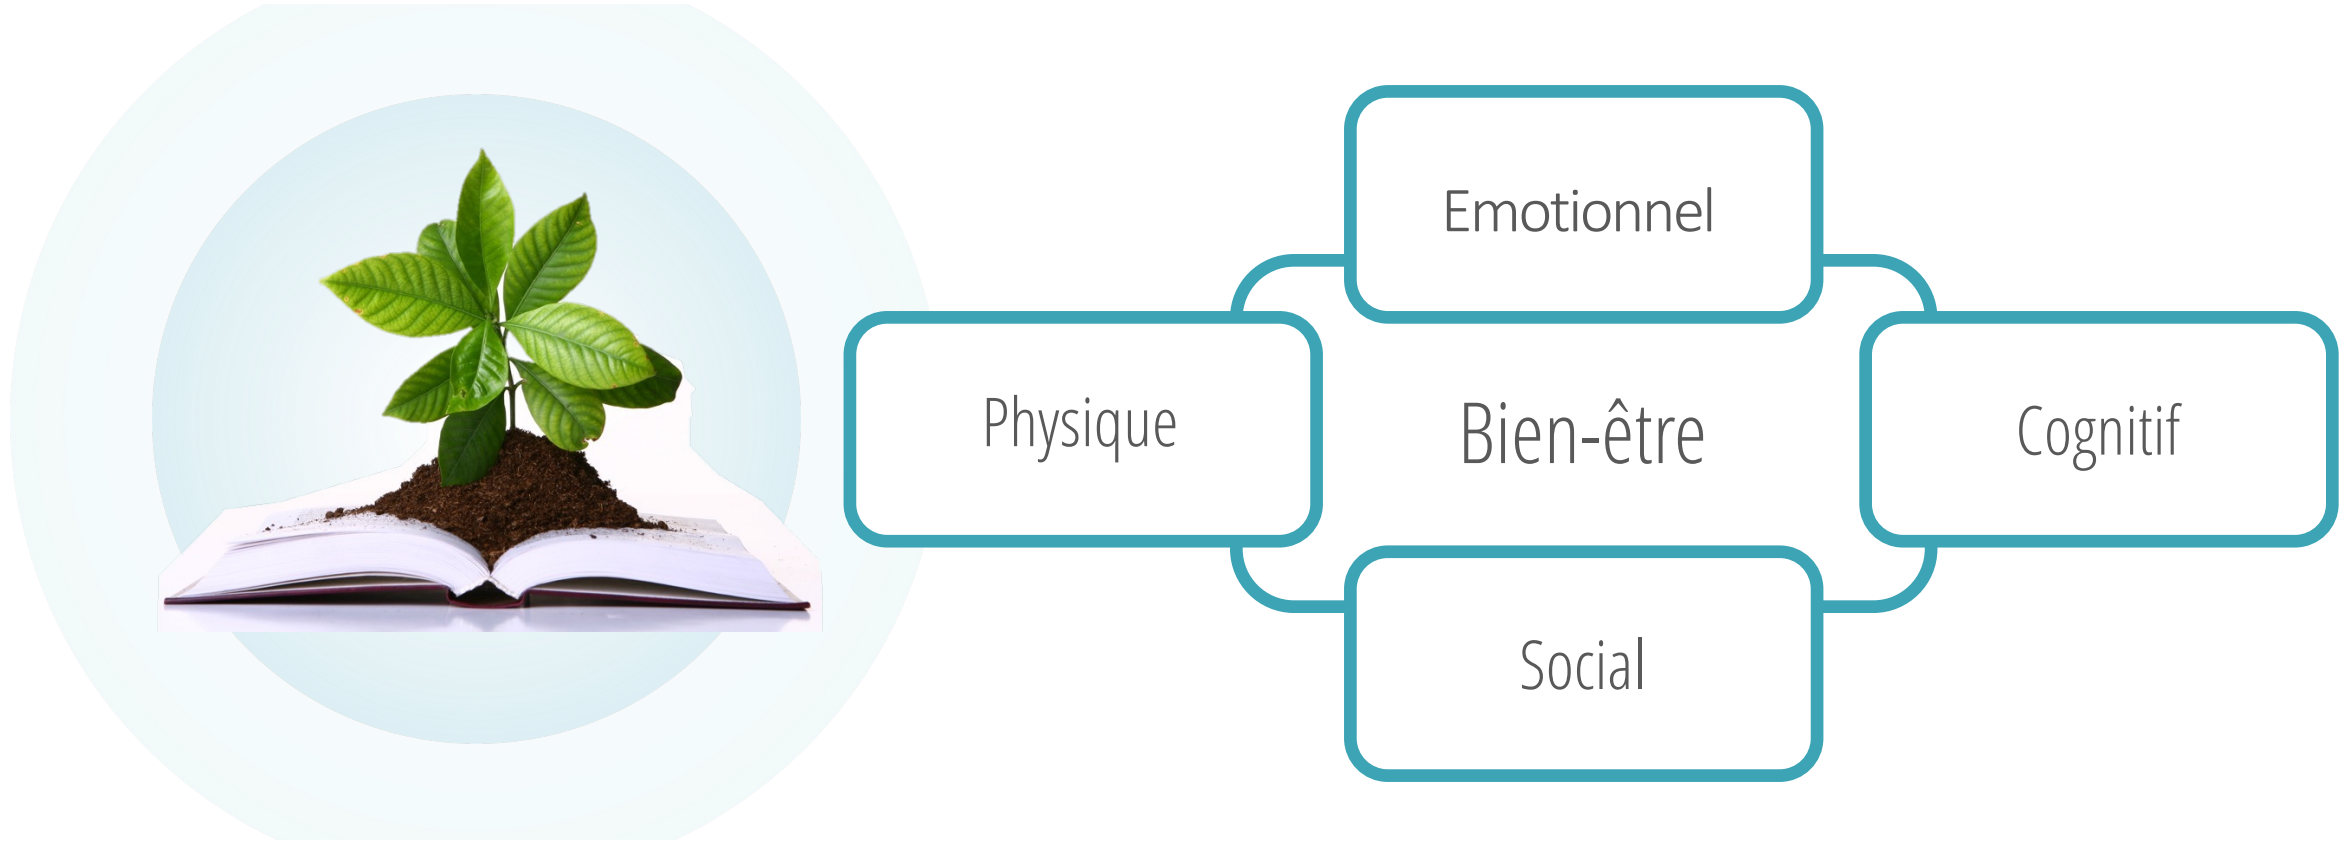 Emotionnel
Physique
Bien-être
Cognitif
Social